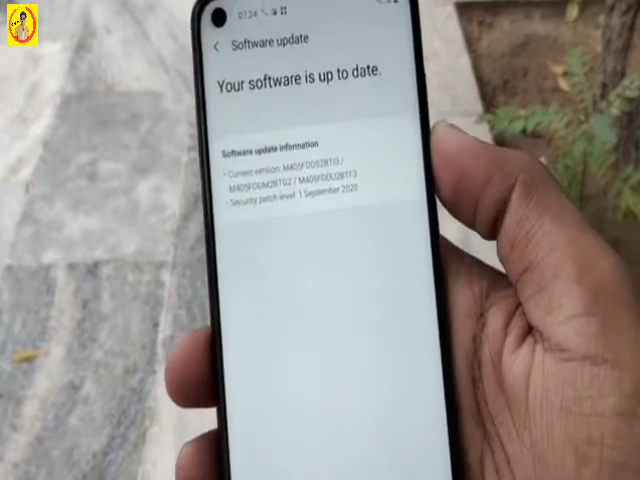 07:24
Software update
Your software is up to date.
Software update information
• Current version: M405FDDS2BTI3 /
M405FODM2BTG2 / M405FDDU2BTF3
• Security patch level: 1 September 2020